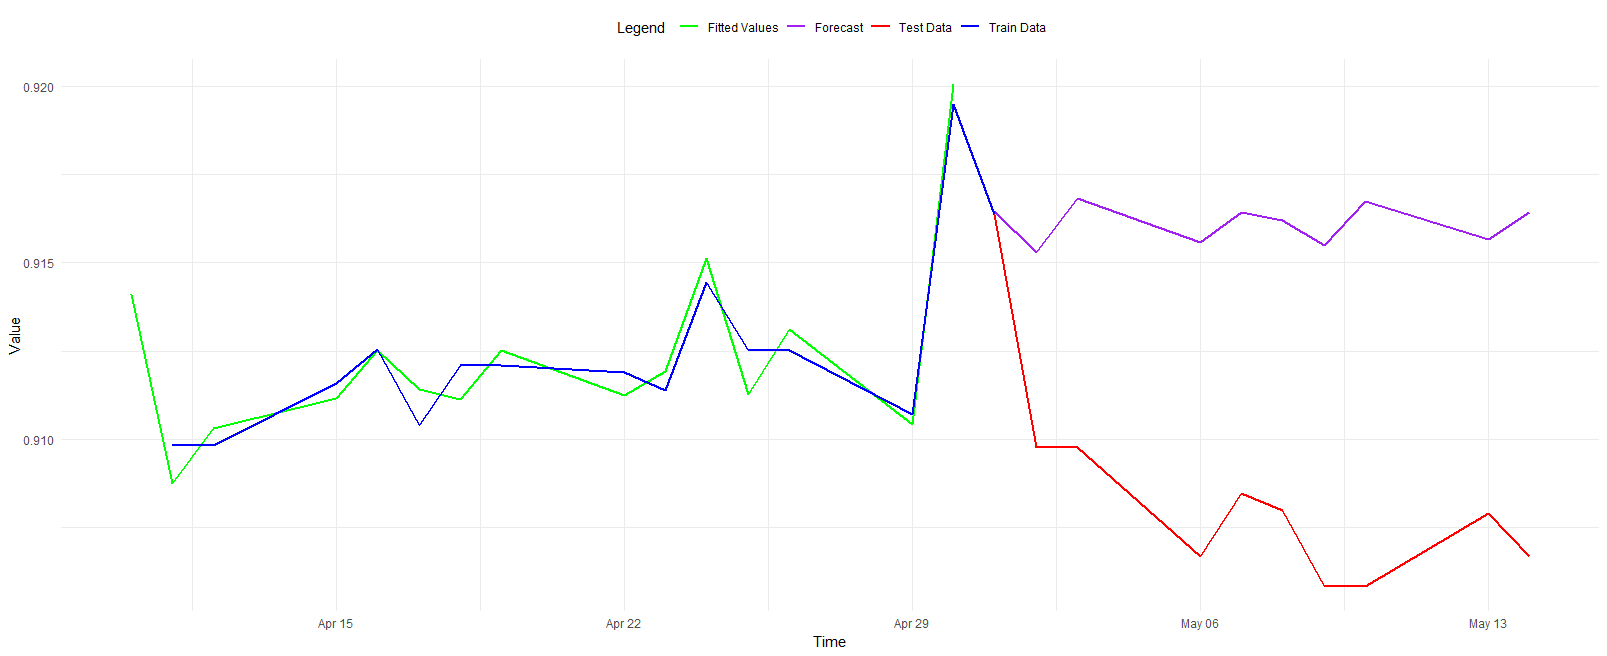 Legend Fitted Values Forecast Test Data Train Data
0.920
0.915
0.910
Value
Apr 15 Apr 22 Apr 29 May 06 May 13
Time